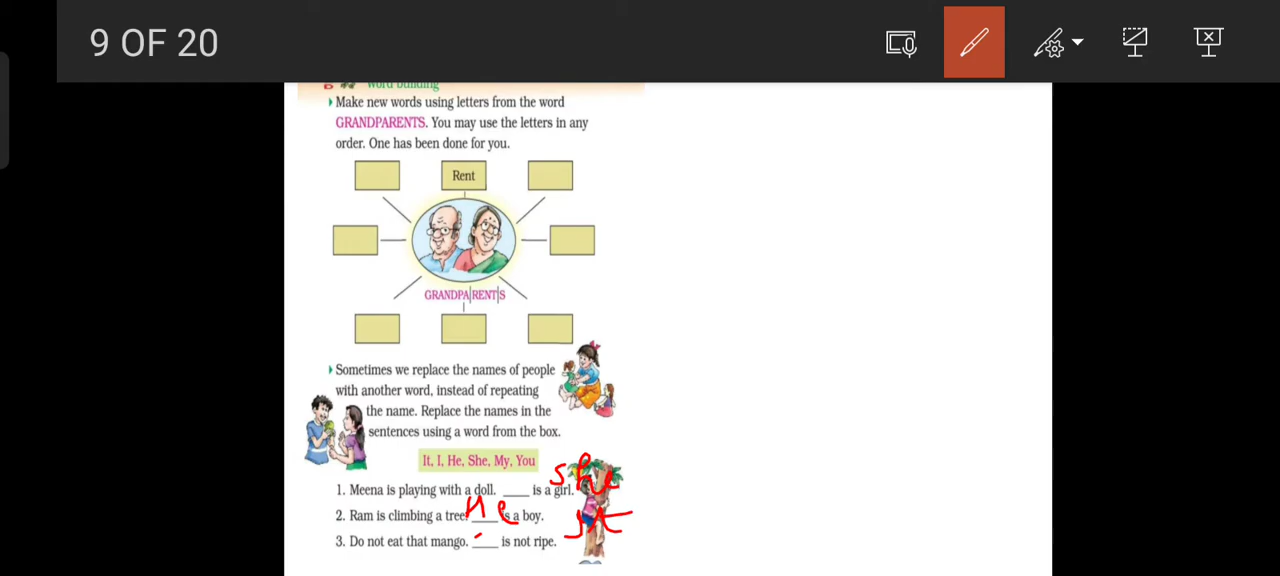 9 OF 20
Word building
Make new words using letters from the word
GRANDPARENTS. You may use the letters in any
order. One has been done for you.
Rent
GRANDPARENTS
Sometimes we replace the names of people
with another word, instead of repeating
the name. Replace the names in the
sentences using a word from the box.
It, I, He, She, My, You
She
1. Meena is playing with a doll. ____ is a girl.
He
2. Ram is climbing a tree. ____ is a boy.
It
3. Do not eat that mango. ____ is not ripe.